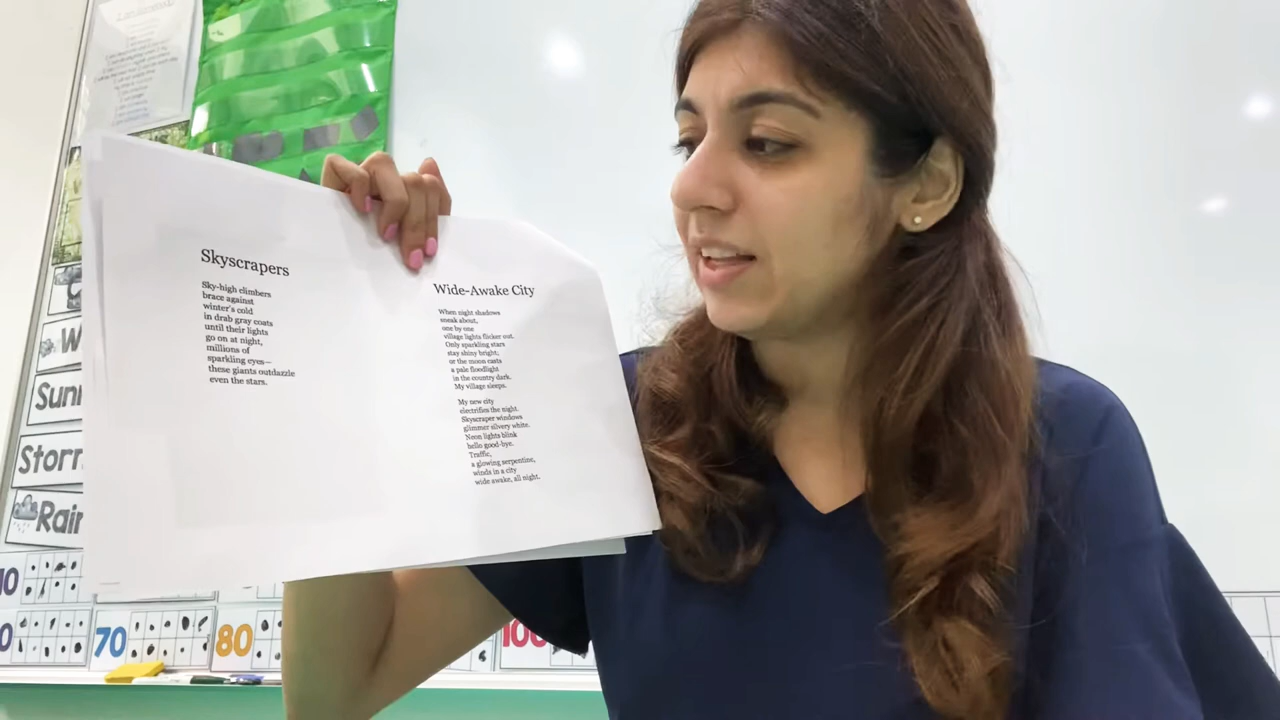 Skyscrapers
Sky-high climbers
brace against
winter's cold
in drab gray coats
until their lights
go on at night,
millions of
sparkling eyes—
these giants outdazzle
even the stars.
Wide-Awake City
When night shadows
sneak about,
one by one
village lights flicker out.
Only sparkling stars
stay shiny bright,
or the moon casts
a pale floodlight
in the country dark.
My village sleeps.
My new city
electrifies the night.
Skyscraper windows
glimmer silvery white.
Neon lights blink
hello good-bye.
Traffic,
a glowing serpentine,
winds in a city
wide awake, all night.
W
Sun
Stor
Rai
10
0
70
80
100